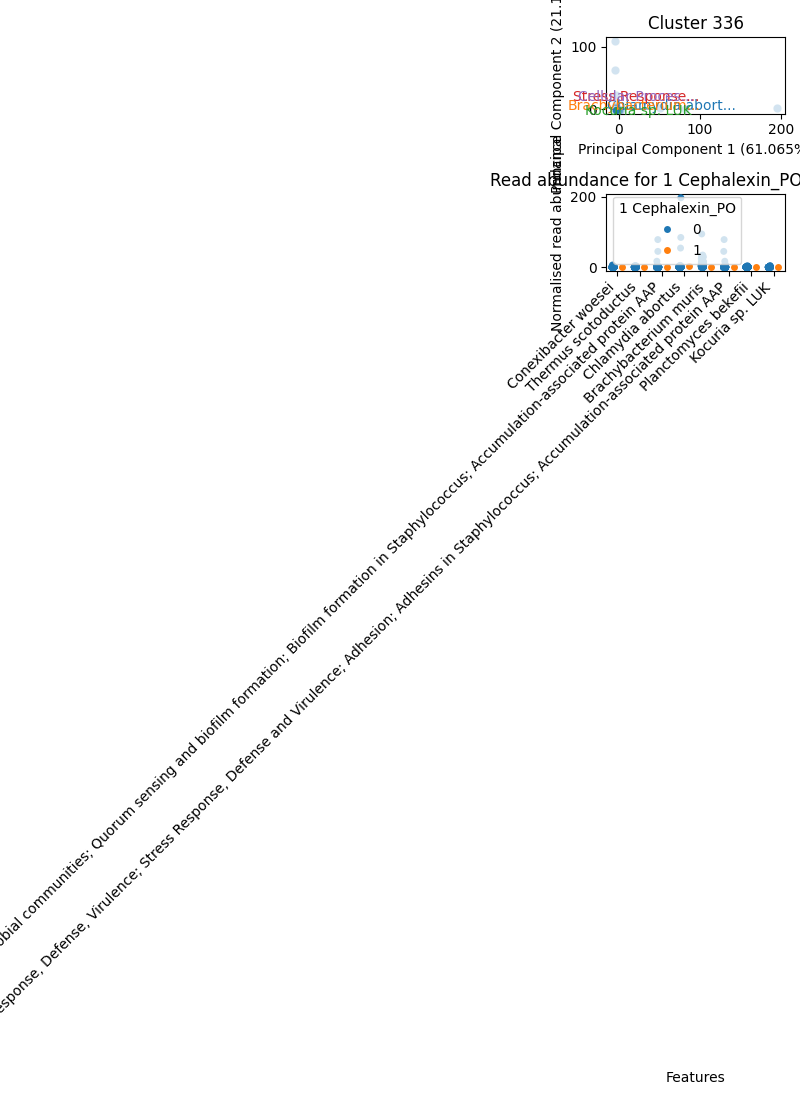 Cluster 336
Principal Component 2 (21.1
100
0
Stress Response...
Chlamydia abort...
Kocuria sp. LUK
0 100 200
Principal Component 1 (61.065%
Read abundance for 1 Cephalexin_PO
Normalised read abundance
200
0
1 Cephalexin_PO
0
1
Conexibacter woesei
Thermus scotoductus
obial communities; Quorum sensing and biofilm formation; Biofilm formation in Staphylococcus; Accumulation-associated protein AAP
Chlamydia abortus
Brachybacterium muris
esponse, Defense, Virulence; Stress Response, Defense and Virulence; Adhesion; Adhesins in Staphylococcus; Accumulation-associated protein AAP
Planctomyces bekefii
Kocuria sp. LUK
Features